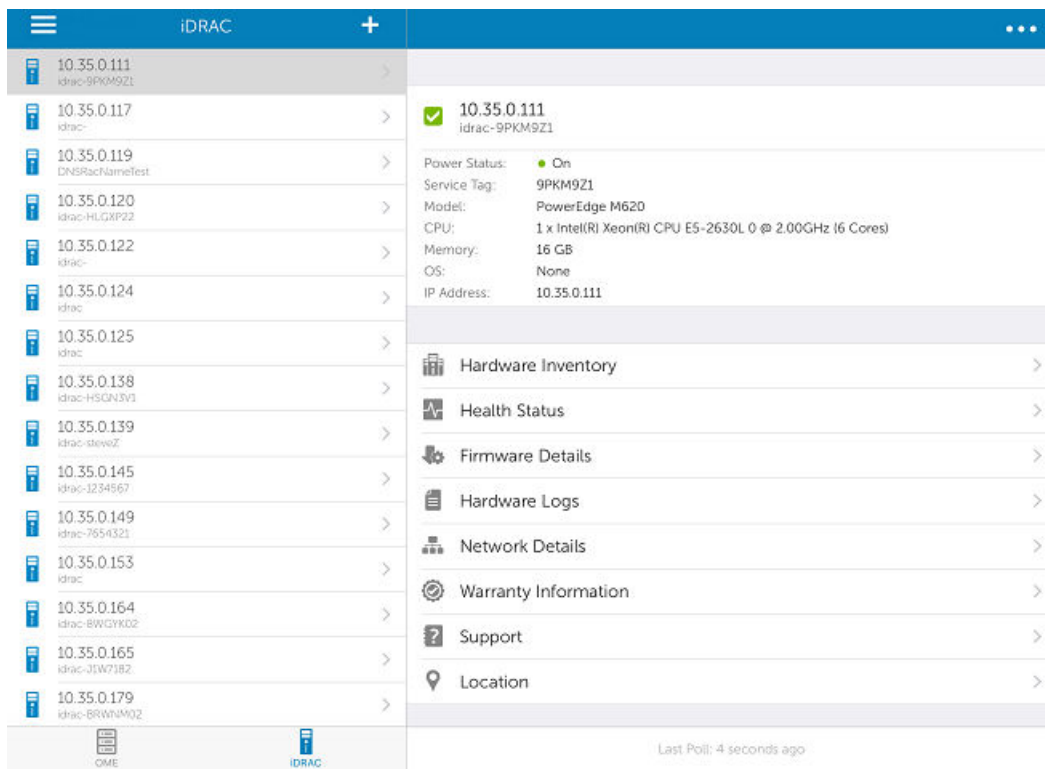 iDRAC
+
10.35.0.111
idrac-9PKM9Z1
10.35.0.117
idrac-
10.35.0.119
DNSRacNameTest
10.35.0.120
idrac-HLGXP22
10.35.0.122
idrac-
10.35.0.124
idrac
10.35.0.125
idrac
10.35.0.138
idrac-HSGN3V1
10.35.0.139
idrac-steveZ
10.35.0.145
idrac-1234567
10.35.0.149
idrac-7654321
10.35.0.153
idrac
10.35.0.164
idrac-8WGYK02
10.35.0.165
idrac-J1W7182
10.35.0.179
idrac-BRWNM02
OME
iDRAC
10.35.0.111
idrac-9PKM9Z1
Power Status: On
Service Tag: 9PKM9Z1
Model: PowerEdge M620
CPU: 1 x Intel(R) Xeon(R) CPU E5-2630L 0 @ 2.00GHz (6 Cores)
Memory: 16 GB
OS: None
IP Address: 10.35.0.111
Hardware Inventory
Health Status
Firmware Details
Hardware Logs
Network Details
Warranty Information
Support
Location
Last Poll: 4 seconds ago